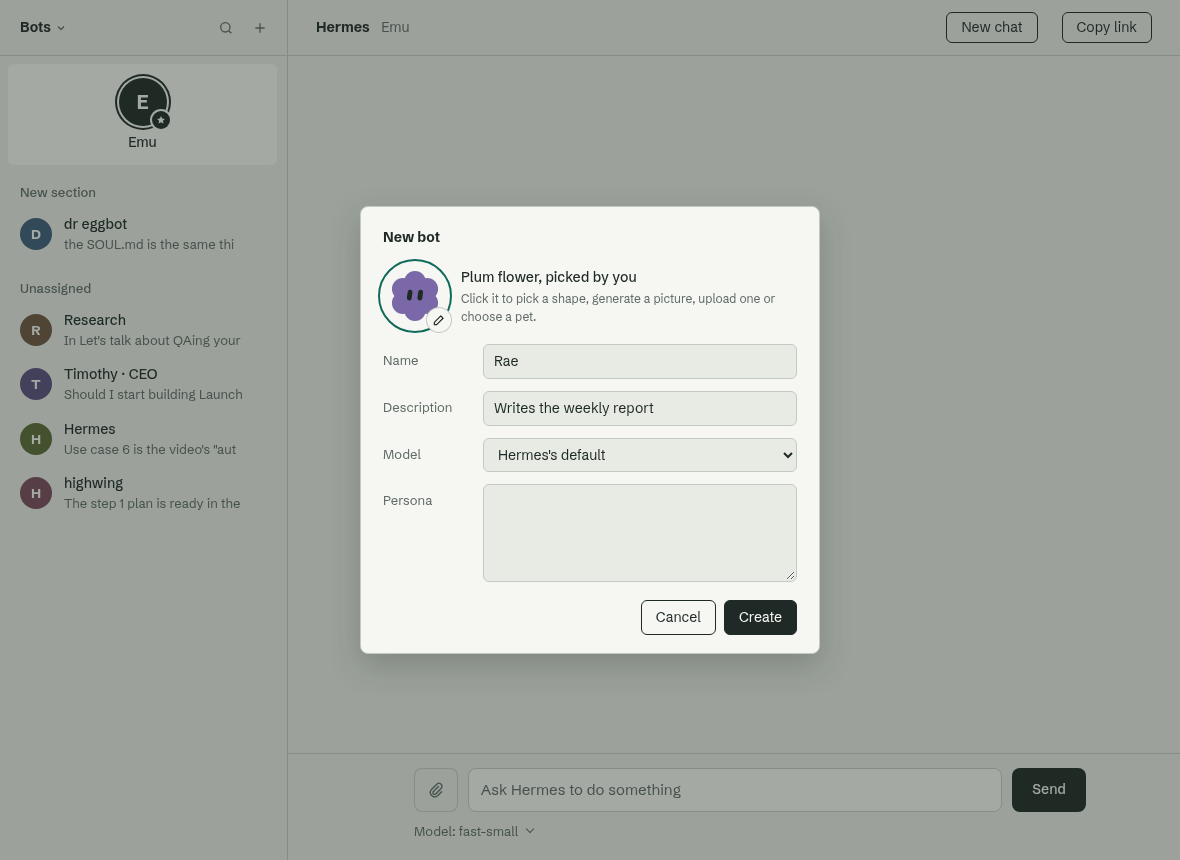 Bots
Hermes Emu
New chat
Copy link
E
Emu
New section
D
dr eggbot
the SOUL.md is the same thi
Unassigned
R
Research
In Let's talk about QAing your
T
Timothy · CEO
Should I start building Launch
H
Hermes
Use case 6 is the video's "aut
H
highwing
The step 1 plan is ready in the
New bot
Plum flower, picked by you
Click it to pick a shape, generate a picture, upload one or
choose a pet.
Name Rae
Description Writes the weekly report
Model Hermes's default
Persona
Cancel Create
Ask Hermes to do something
Send
Model: fast-small